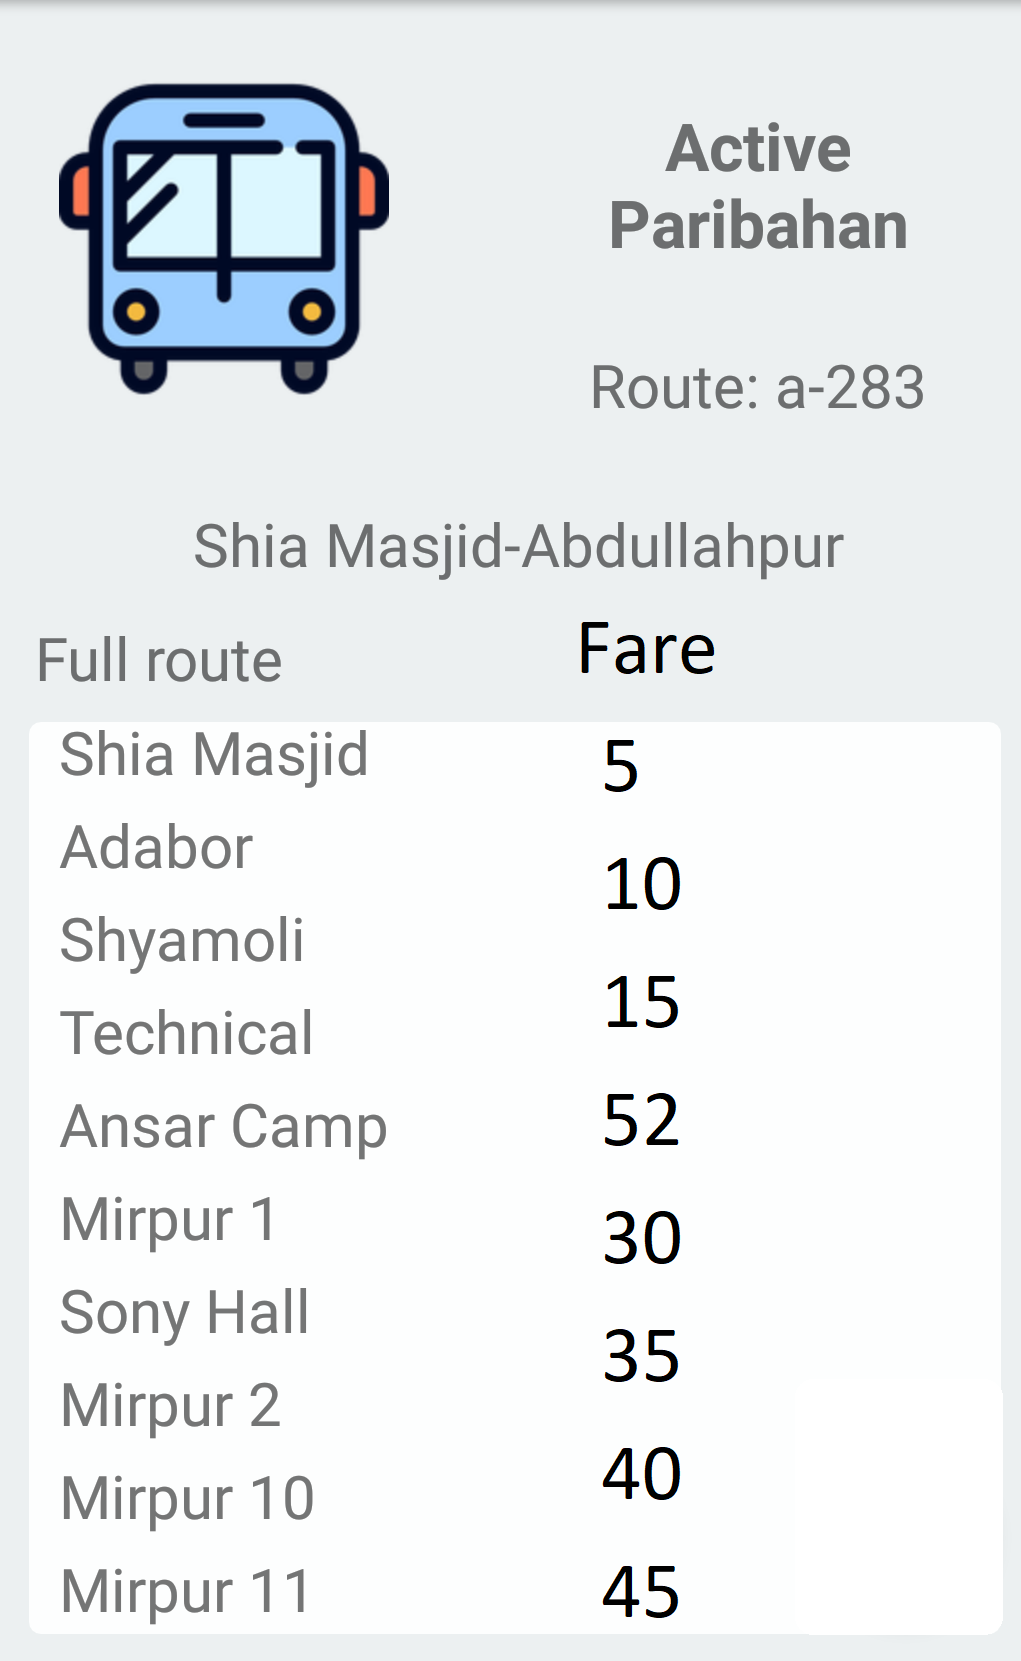 Active
Paribahan
Route: a-283
Shia Masjid-Abdullahpur
Full route
Fare
Shia Masjid
5
Adabor
10
Shyamoli
15
Technical
Ansar Camp
52
Mirpur 1
30
Sony Hall
35
Mirpur 2
40
Mirpur 10
Mirpur 11
45